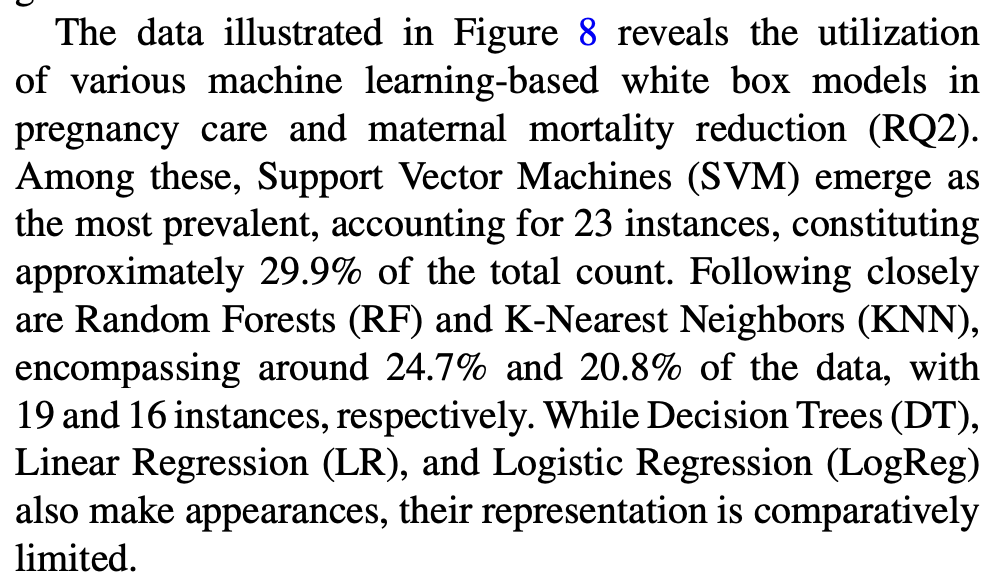 The data illustrated in Figure 8 reveals the utilization
of various machine learning-based white box models in
pregnancy care and maternal mortality reduction (RQ2).
Among these, Support Vector Machines (SVM) emerge as
the most prevalent, accounting for 23 instances, constituting
approximately 29.9% of the total count. Following closely
are Random Forests (RF) and K-Nearest Neighbors (KNN),
encompassing around 24.7% and 20.8% of the data, with
19 and 16 instances, respectively. While Decision Trees (DT),
Linear Regression (LR), and Logistic Regression (LogReg)
also make appearances, their representation is comparatively
limited.